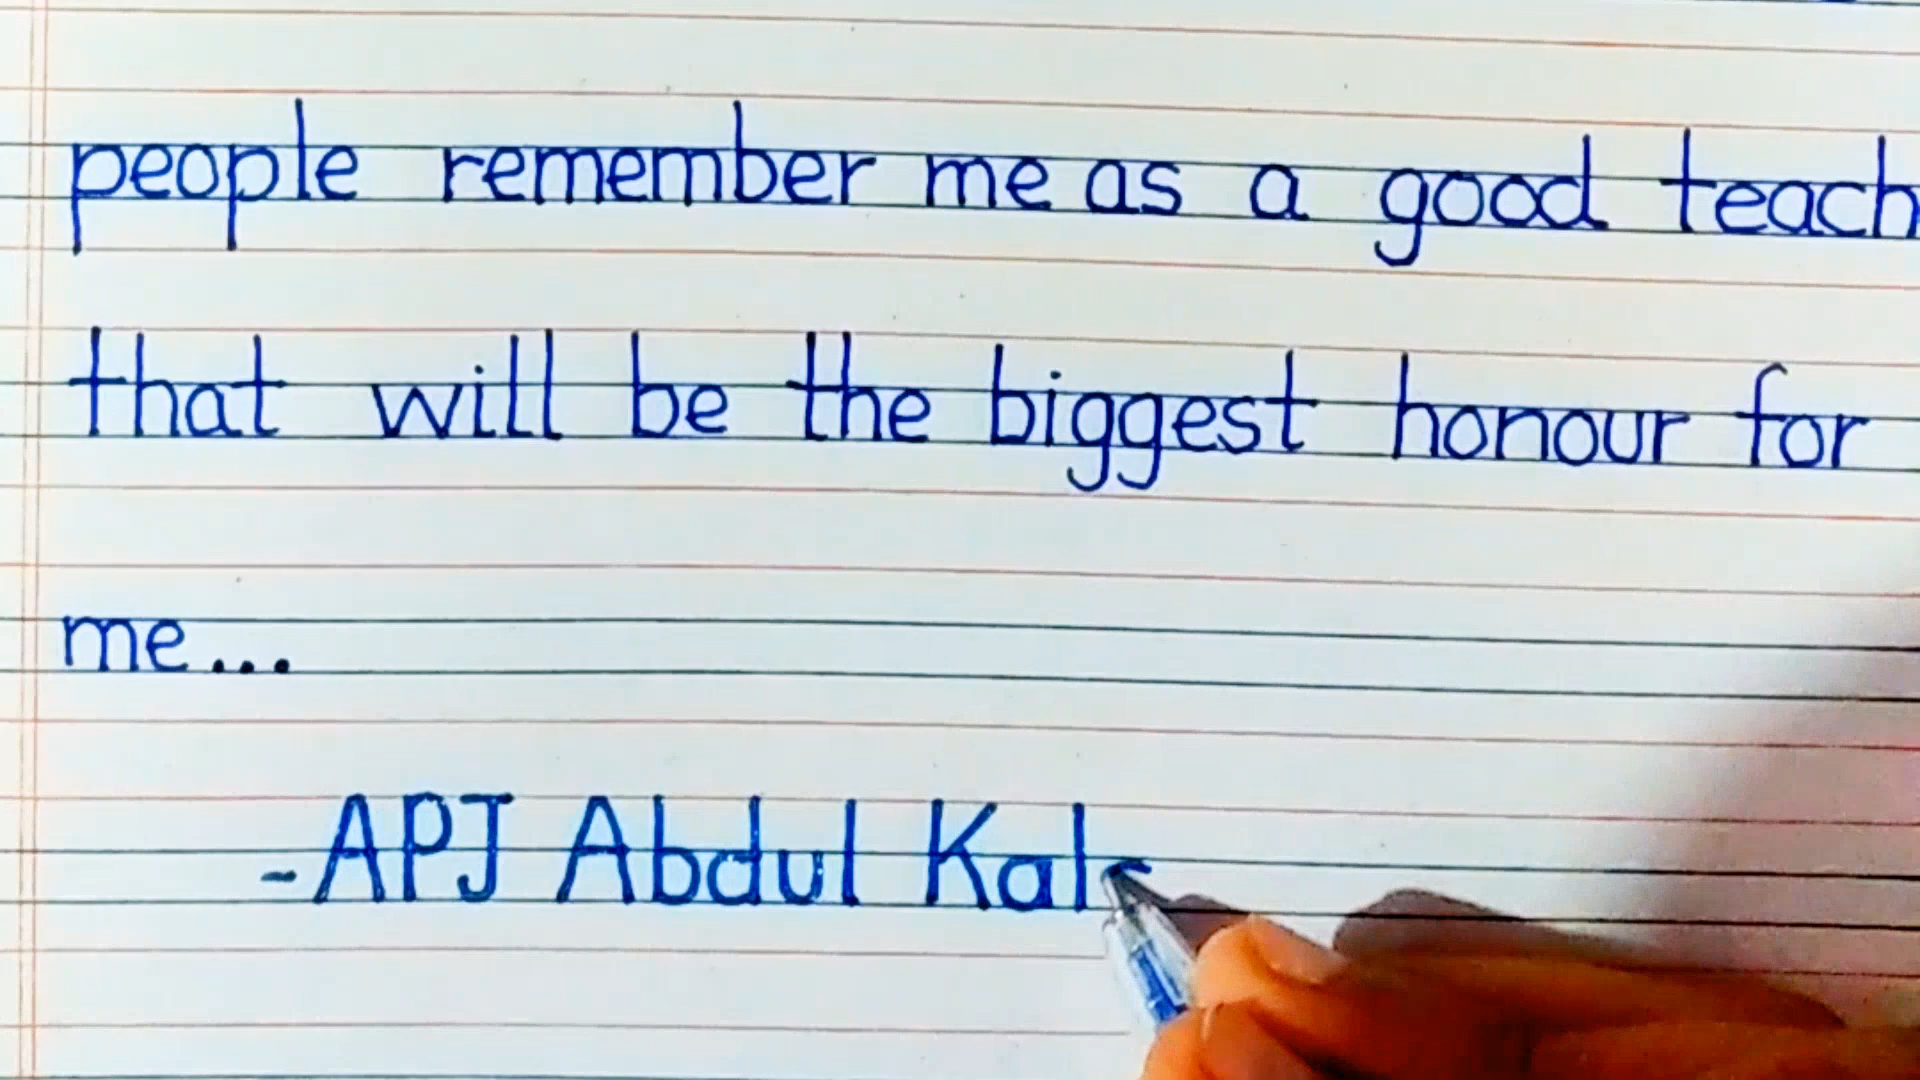 people remember me as a good teach
that will be the biggest honour for
me...
-APJ Abdul Kal